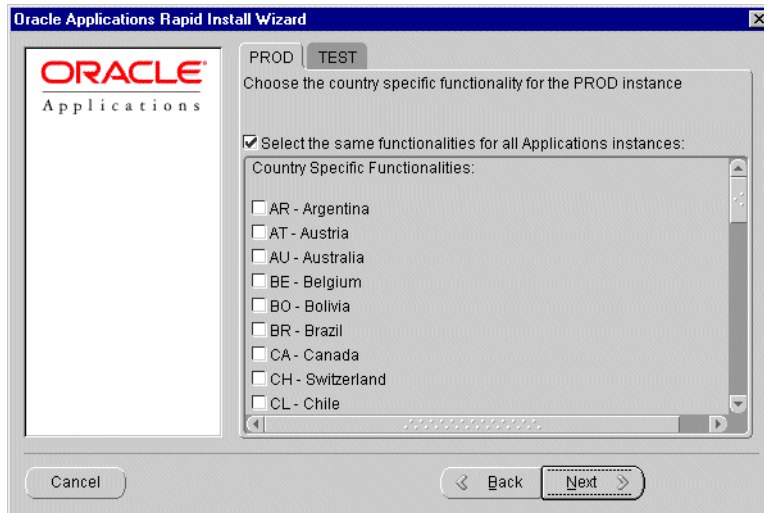 Oracle Applications Rapid Install Wizard
ORACLE
Applications
PROD TEST
Choose the country specific functionality for the PROD instance
Select the same functionalities for all Applications instances:
Country Specific Functionalities:
AR - Argentina
AT - Austria
AU - Australia
BE - Belgium
BO - Bolivia
BR - Brazil
CA - Canada
CH - Switzerland
CL - Chile
Cancel Back Next